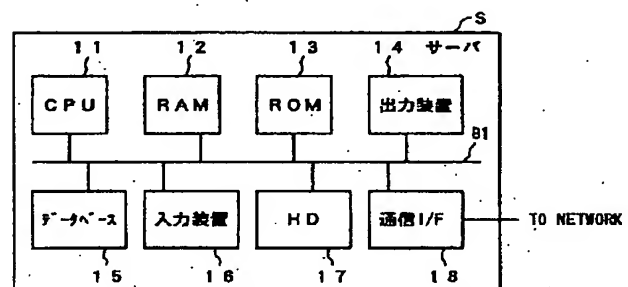 S
11 12 13 14 サーバ
CPU RAM ROM 出力装置
B1
データベース 入力装置 HD 通信I/F TO NETWORK
15 16 17 18